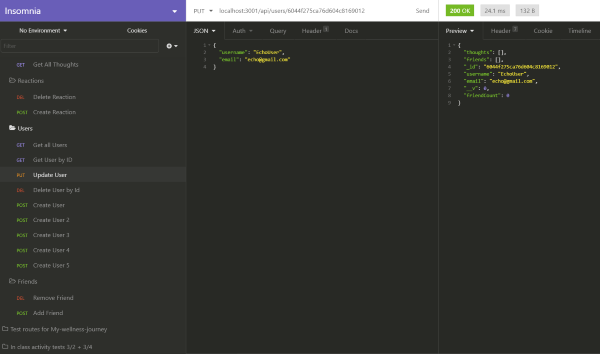 Insomnia
PUT localhost:3001/api/users/6044f275ca76d604c8169012 Send
200 OK 24.1 ms 132 B
No Environment Cookies
JSON Auth Query Header 1 Docs
Preview Header Cookie Timeline
Filter
1 {
2 "username": "EchoUser",
3 "email": "echo@gmail.com"
4 }
1 {
2 "thoughts": [],
3 "friends": [],
4 "_id": "6044f275ca76d604c8169012",
5 "username": "EchoUser",
6 "email": "echo@gmail.com",
7 "__v": 0,
8 "friendCount": 0
9 }
GET Get All Thoughts
Reactions
DEL Delete Reaction
POST Create Reaction
Users
GET Get all Users
GET Get User by ID
PUT Update User
DEL Delete User by Id
POST Create User
POST Create User 2
POST Create User 3
POST Create User 4
POST Create User 5
Friends
DEL Remove Friend
POST Add Friend
Test routes for My-wellness-journey
In class activity tests 3/2 + 3/4